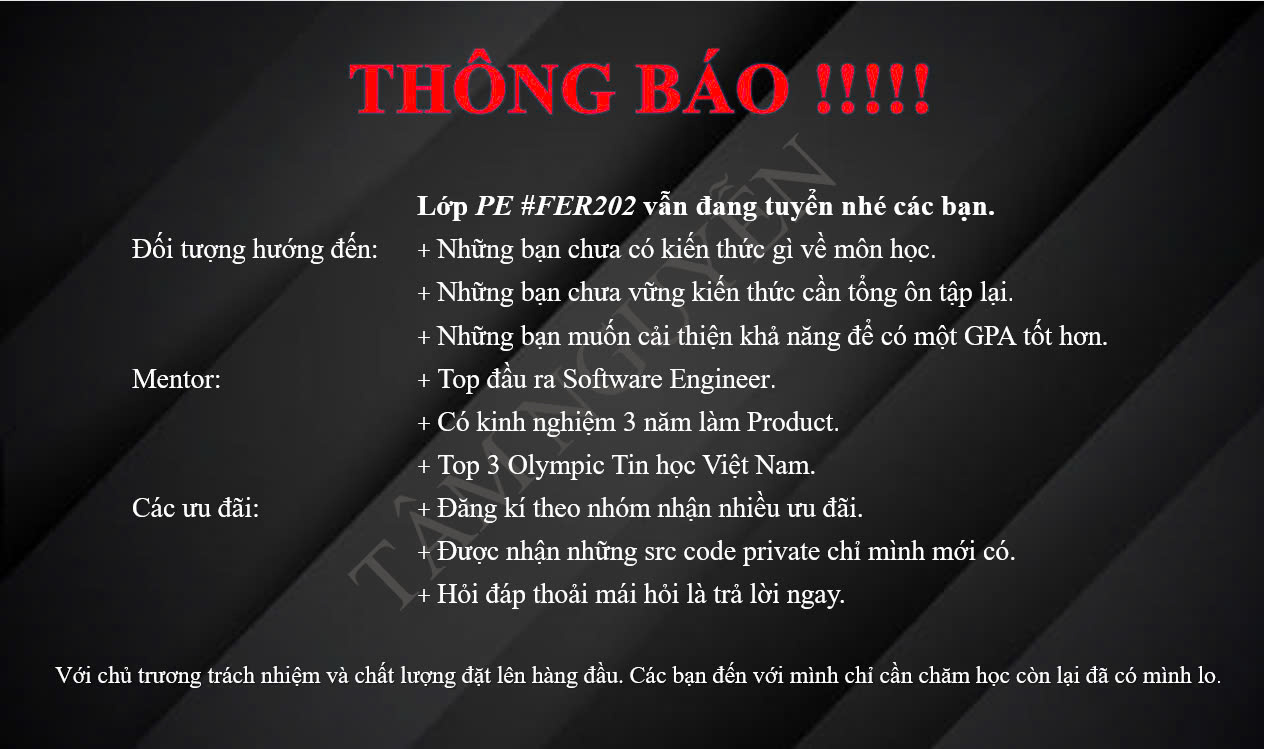 THÔNG BÁO !!!!!
Lớp PE #FER202 vẫn đang tuyển nhé các bạn.
Đối tượng hướng đến: + Những bạn chưa có kiến thức gì về môn học.
+ Những bạn chưa vững kiến thức cần tổng ôn tập lại.
+ Những bạn muốn cải thiện khả năng để có một GPA tốt hơn.
Mentor: + Top đầu ra Software Engineer.
+ Có kinh nghiệm 3 năm làm Product.
+ Top 3 Olympic Tin học Việt Nam.
Các ưu đãi: + Đăng kí theo nhóm nhận nhiều ưu đãi.
+ Được nhận những src code private chỉ mình mới có.
+ Hỏi đáp thoải mái hỏi là trả lời ngay.
Với chủ trương trách nhiệm và chất lượng đặt lên hàng đầu. Các bạn đến với mình chỉ cần chăm học còn lại đã có mình lo.
TÂM NGUYỄN